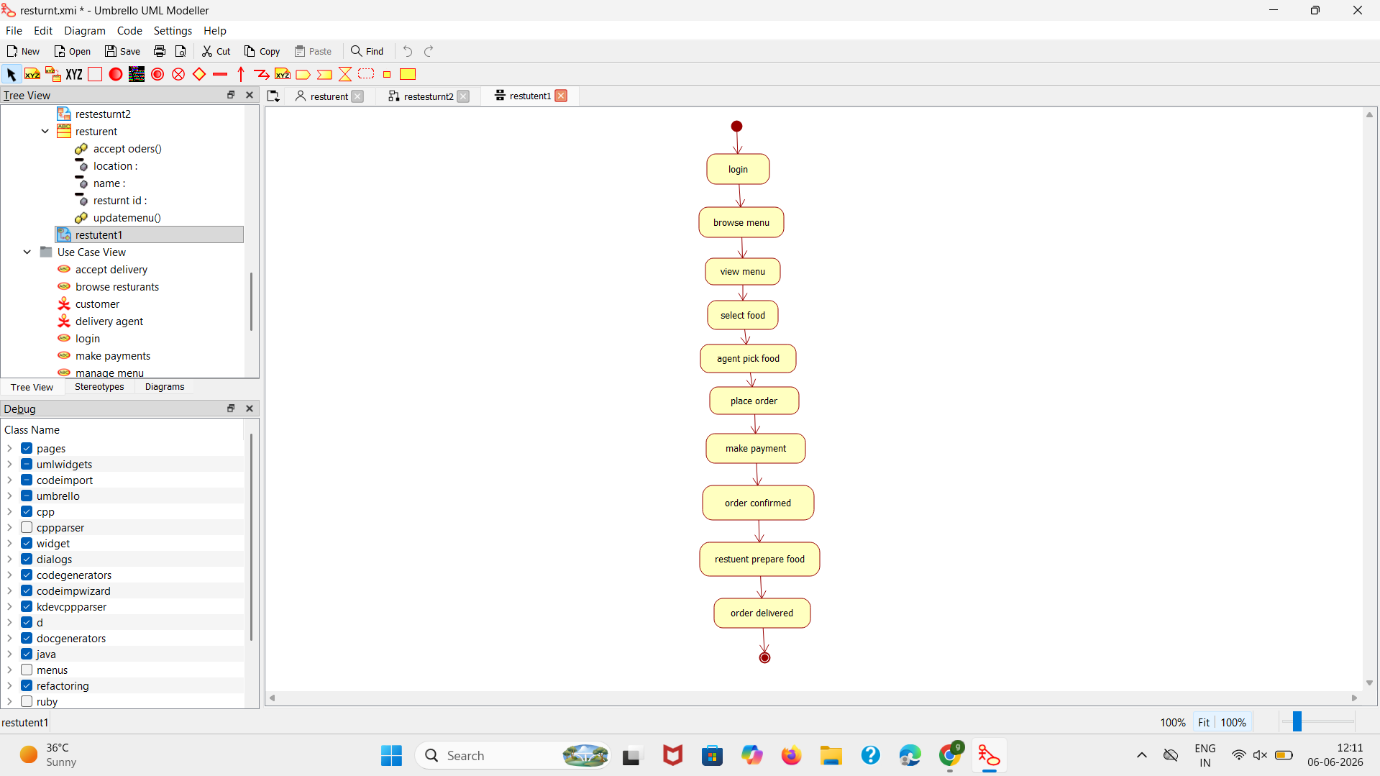 resturnt.xmi * - Umbrello UML Modeller
File Edit Diagram Code Settings Help
New Open Save Cut Copy Paste Find
XYZ XYZ XYZ
Tree View
resturent restesturnt2 restutent1
restesturnt2
ABC
resturent
accept oders()
location :
name :
resturnt id :
updatemenu()
restutent1
Use Case View
accept delivery
browse resturants
customer
delivery agent
login
make payments
manage menu
Tree View Stereotypes Diagrams
Debug
Class Name
pages
umlwidgets
codeimport
umbrello
cpp
cppparser
widget
dialogs
codegenerators
codeimpwizard
kdevcppparser
d
docgenerators
java
menus
refactoring
ruby
login
browse menu
view menu
select food
agent pick food
place order
make payment
order confirmed
restuent prepare food
order delivered
restutent1
100% Fit 100%
36°C
Sunny
Search
9
ENG
IN
12:11
06-06-2026